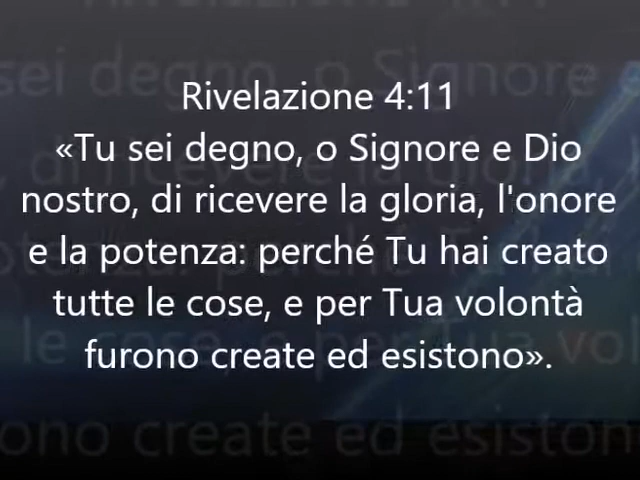 Rivelazione 4:11
«Tu sei degno, o Signore e Dio
nostro, di ricevere la gloria, l'onore
e la potenza: perché Tu hai creato
tutte le cose, e per Tua volontà
furono create ed esistono».